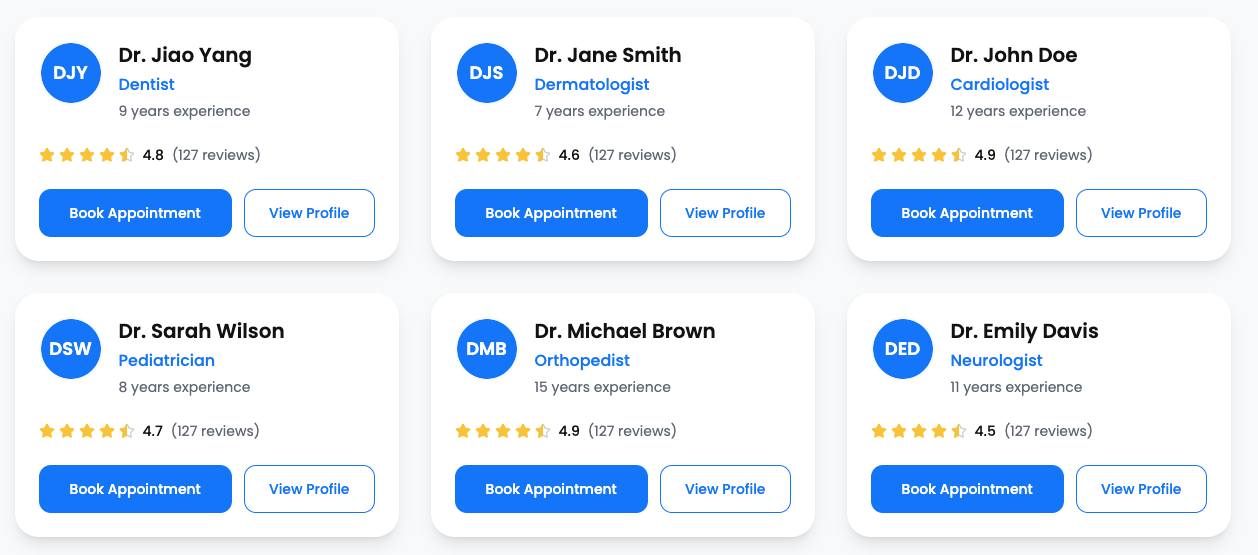 DJY
Dr. Jiao Yang
Dentist
9 years experience
4.8 (127 reviews)
Book Appointment
View Profile
DJS
Dr. Jane Smith
Dermatologist
7 years experience
4.6 (127 reviews)
Book Appointment
View Profile
DJD
Dr. John Doe
Cardiologist
12 years experience
4.9 (127 reviews)
Book Appointment
View Profile
DSW
Dr. Sarah Wilson
Pediatrician
8 years experience
4.7 (127 reviews)
Book Appointment
View Profile
DMB
Dr. Michael Brown
Orthopedist
15 years experience
4.9 (127 reviews)
Book Appointment
View Profile
DED
Dr. Emily Davis
Neurologist
11 years experience
4.5 (127 reviews)
Book Appointment
View Profile